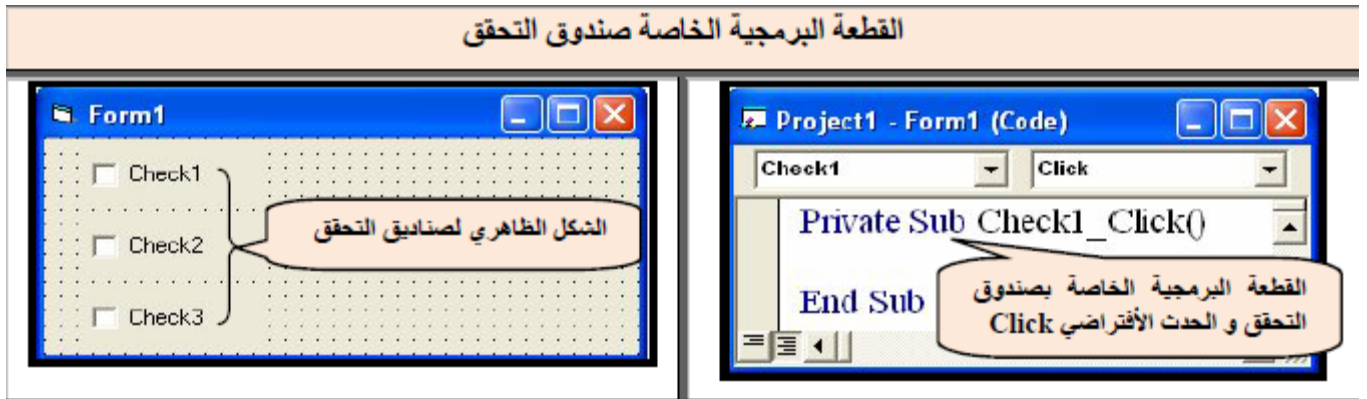 القطعة البرمجية الخاصة صندوق التحقق
Form1
Check1
Check2
Check3
الشكل الظاهري لصناديق التحقق
Project1 - Form1 (Code)
Check1
Click
Private Sub Check1_Click()
End Sub
القطعة البرمجية الخاصة بصندوق
التحقق و الحدث الأفتراضي Click